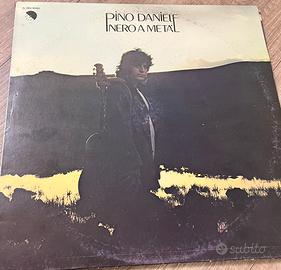 PINO DANIELE
NERO A METÀ
subito